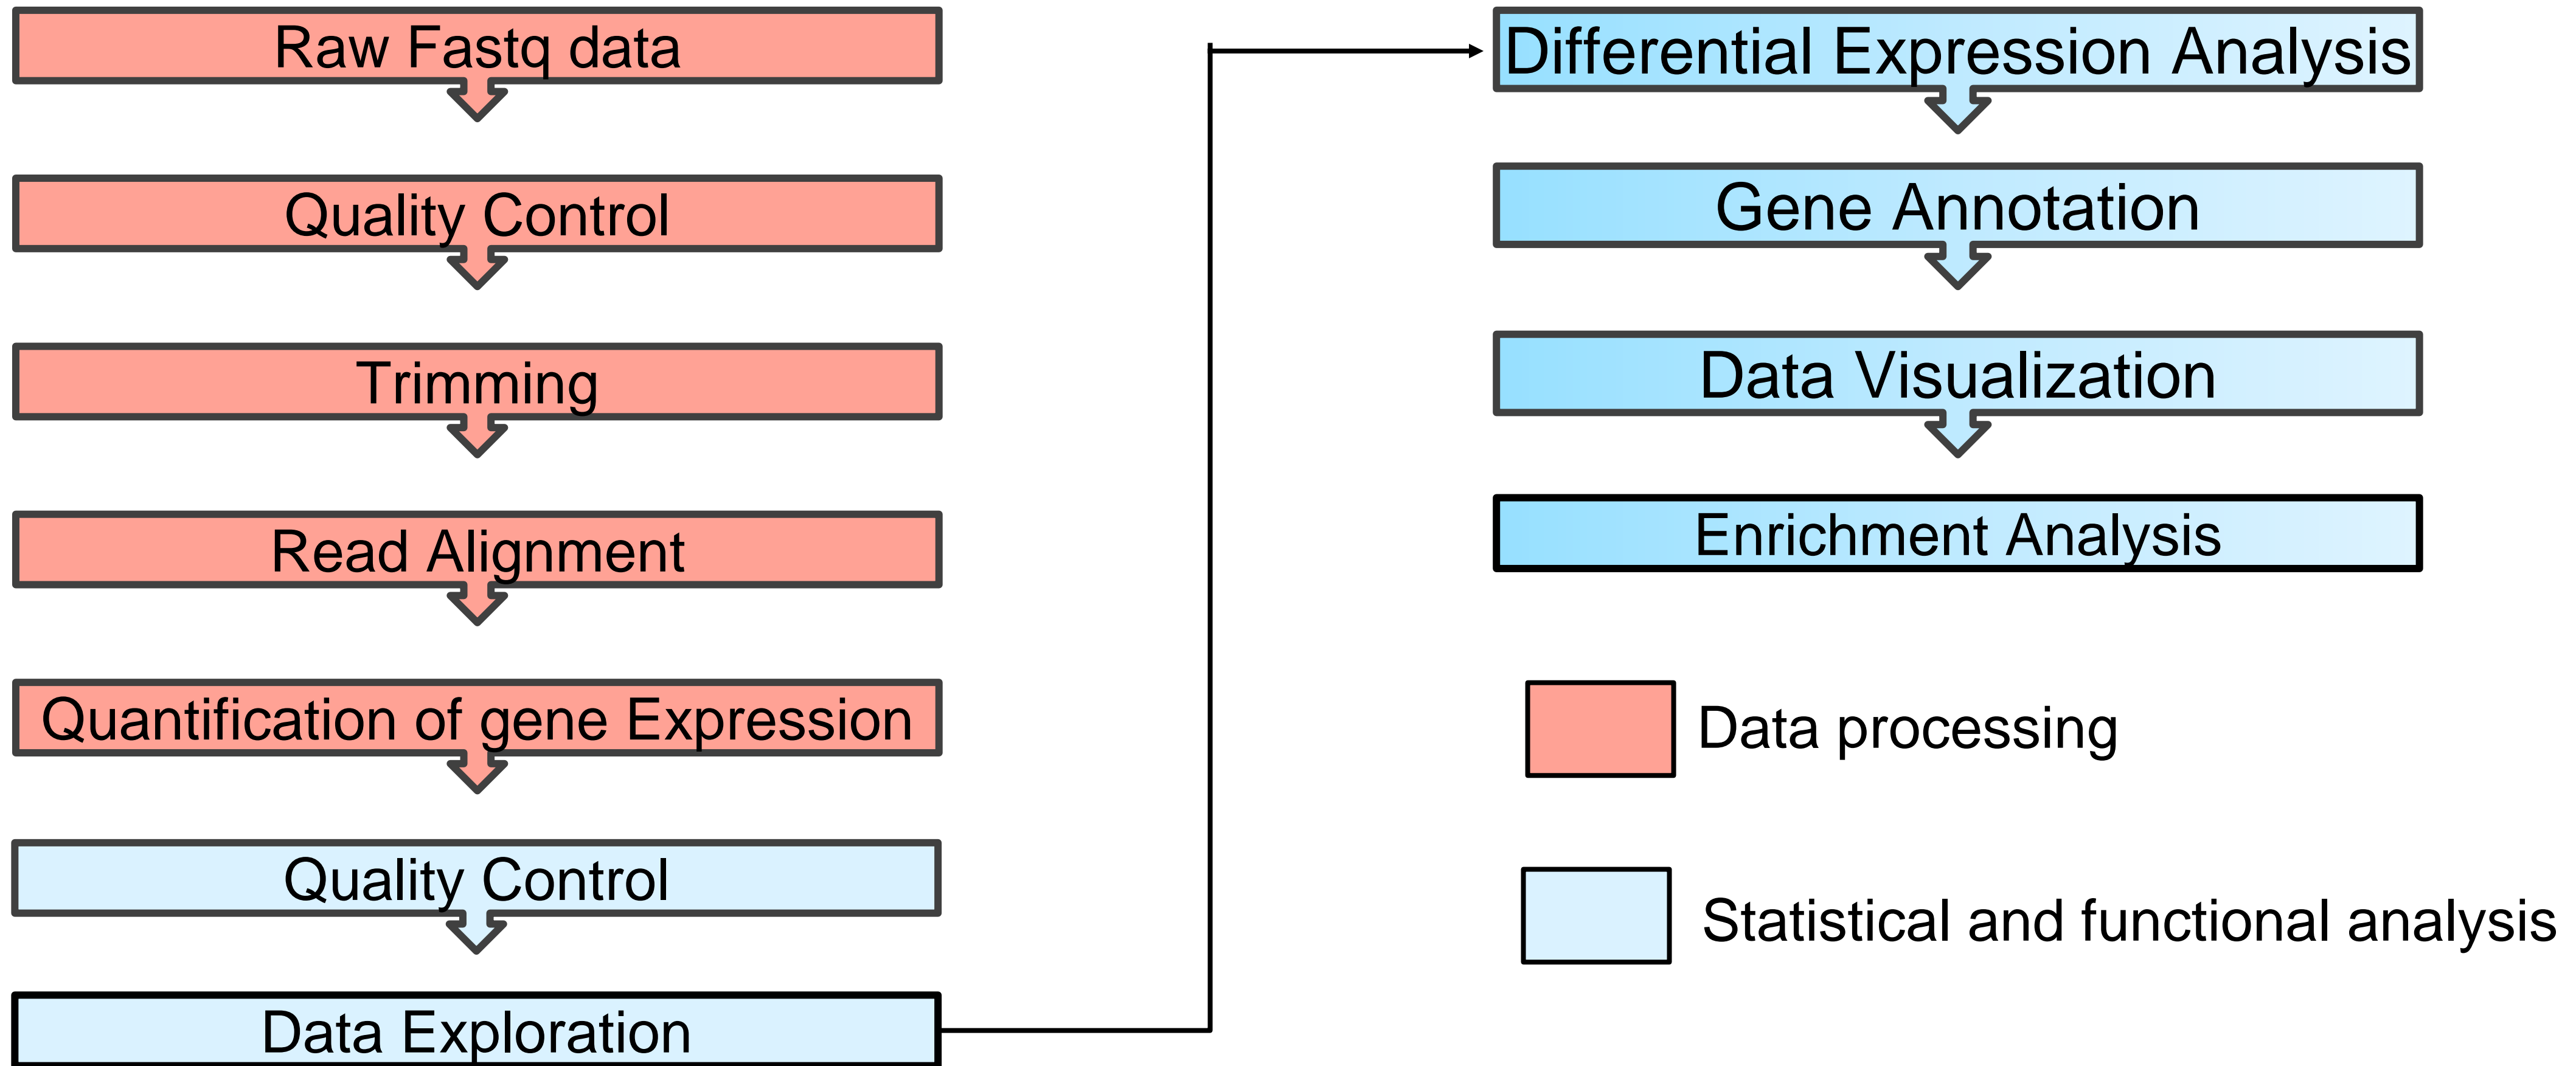 Raw Fastq data
Quality Control
Trimming
Read Alignment
Quantification of gene Expression
Quality Control
Data Exploration
Differential Expression Analysis
Gene Annotation
Data Visualization
Enrichment Analysis
Data processing
Statistical and functional analysis